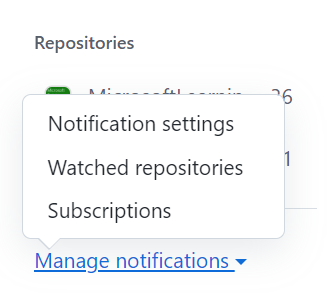 Repositories
Notification settings
Watched repositories
Subscriptions
Manage notifications